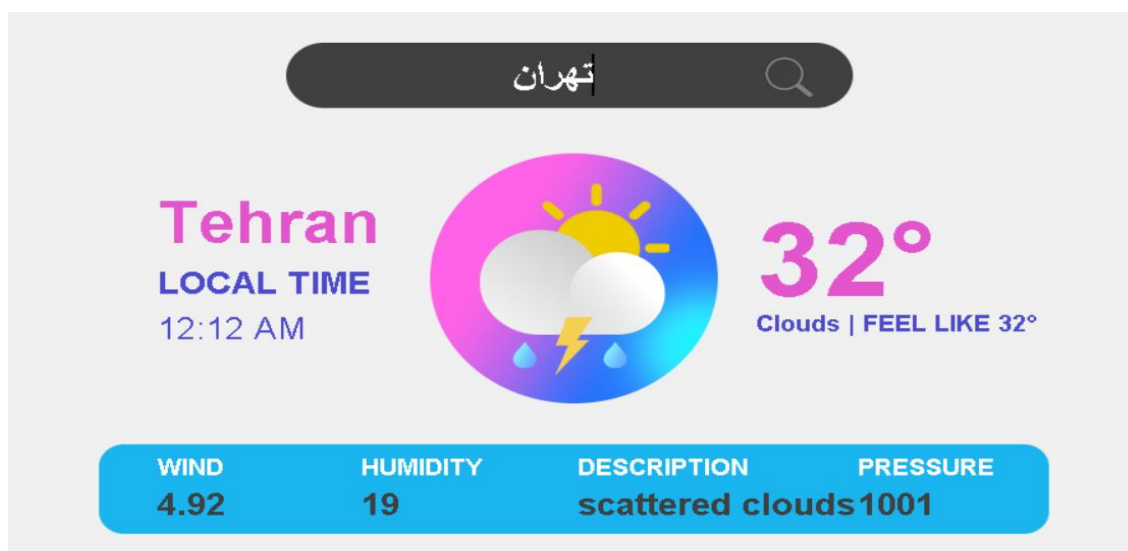 تهران
Tehran
LOCAL TIME
12:12 AM
32°
Clouds | FEEL LIKE 32°
WIND HUMIDITY DESCRIPTION PRESSURE
4.92 19 scattered clouds 1001